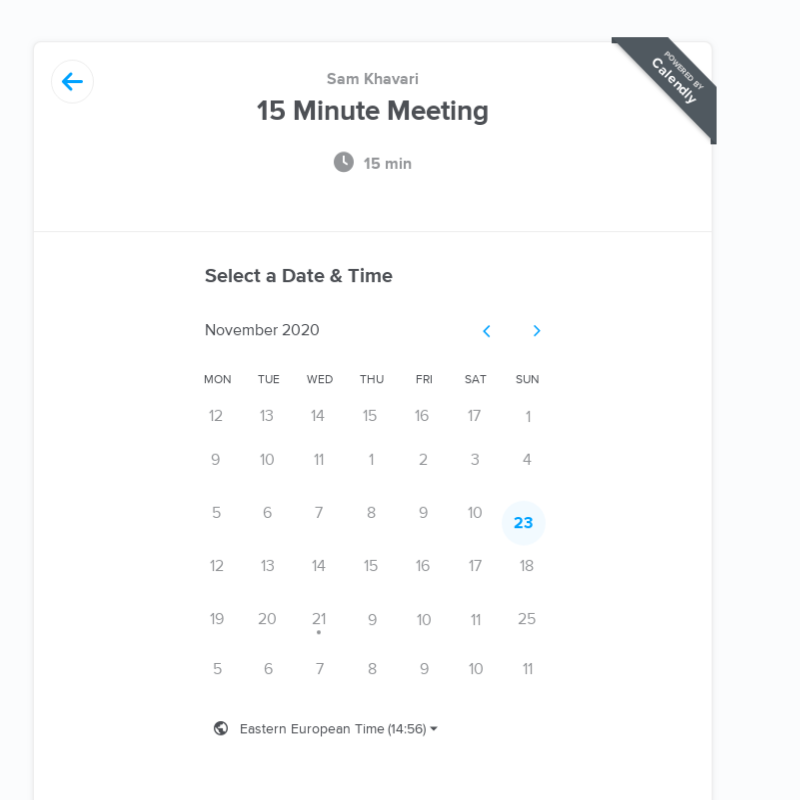 Sam Khavari
POWERED BY
Calendly
15 Minute Meeting
15 min
Select a Date & Time
November 2020
MON TUE WED THU FRI SAT SUN
12 13 14 15 16 17 1
9 10 11 1 2 3 4
5 6 7 8 9 10 23
12 13 14 15 16 17 18
19 20 21 9 10 11 25
5 6 7 8 9 10 11
Eastern European Time (14:56)